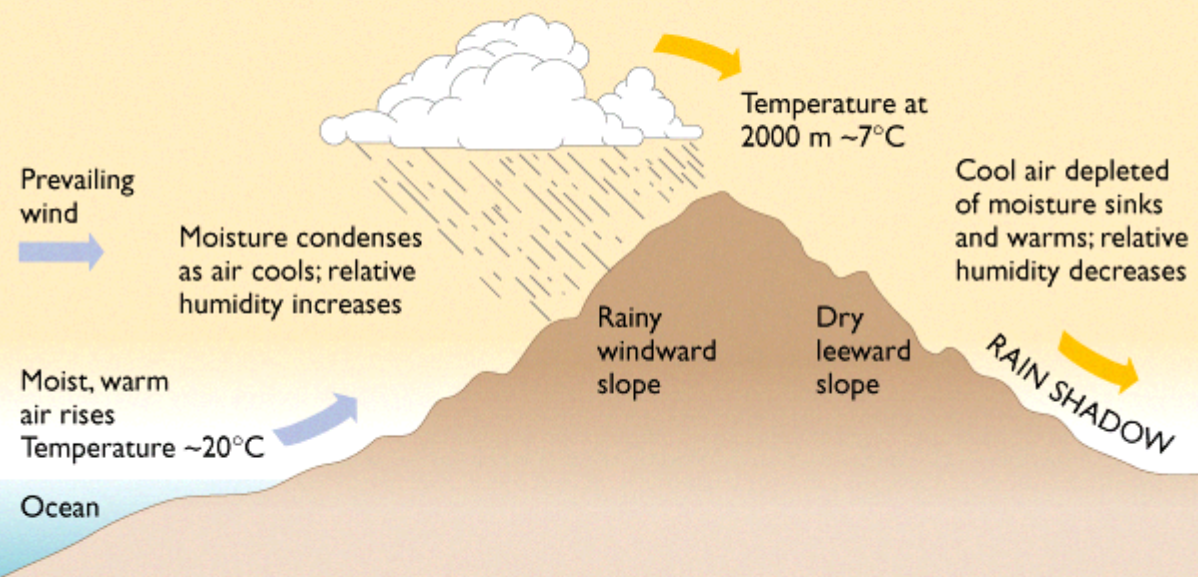 Prevailing
wind
Moisture condenses
as air cools; relative
humidity increases
Moist, warm
air rises
Temperature ~20°C
Ocean
Temperature at
2000 m ~7°C
Rainy
windward
slope
Dry
leeward
slope
Cool air depleted
of moisture sinks
and warms; relative
humidity decreases
RAIN SHADOW